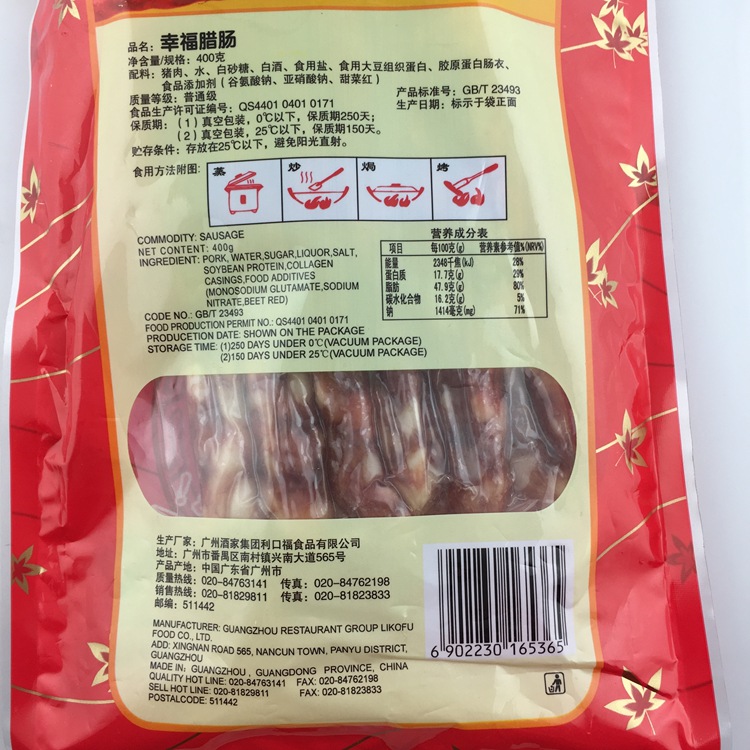 品名：幸福腊肠
净含量/规格：400克
配料：猪肉、水、白砂糖、白酒、食用盐、食用大豆组织蛋白、胶原蛋白肠衣、
食品添加剂（谷氨酸钠、亚硝酸钠、甜菜红）
质量等级：普通级
产品标准号：GB/T 23493
食品生产许可证编号：QS4401 0401 0171
生产日期：标示于袋正面
保质期：（1）真空包装，0℃以下，保质期250天；
（2）真空包装，25℃以下，保质期150天。
贮存条件：存放在25℃以下，避免阳光直射。
食用方法附图：
蒸 炒 焗 烤
COMMODITY: SAUSAGE
NET CONTENT: 400g
INGREDIENT: PORK, WATER,SUGAR,LIQUOR,SALT,
SOYBEAN PROTEIN,COLLAGEN
CASINGS,FOOD ADDITIVES
(MONOSODIUM GLUTAMATE,SODIUM
NITRATE,BEET RED)
CODE NO.: GB/T 23493
FOOD PRODUCTION PERMIT NO.: QS4401 0401 0171
PRODUCETION DATE: SHOWN ON THE PACKAGE
STORAGE TIME: (1)250 DAYS UNDER 0℃(VACUUM PACKAGE)
(2)150 DAYS UNDER 25℃(VACUUM PACKAGE)
营养成分表
项目 每100克(g) 营养素参考值%(NRV%)
能量 2348千焦(kJ) 28%
蛋白质 17.7克(g) 29%
脂肪 47.9克(g) 80%
碳水化合物 16.2克(g) 5%
钠 1414毫克(mg) 71%
生产厂家：广州酒家集团利口福食品有限公司
地址：广州市番禺区南村镇兴南大道565号
产品产地：中国广东省广州市
质量热线：020-84763141 传真：020-84762198
销售热线：020-81829811 传真：020-81823833
邮编：511442
MANUFACTURER: GUANGZHOU RESTAURANT GROUP LIKOFU
FOOD CO., LTD.
ADD: XINGNAN ROAD 565, NANCUN TOWN, PANYU DISTRICT,
GUANGZHOU
MADE IN: GUANGZHOU, GUANGDONG PROVINCE, CHINA
QUALITY HOT LINE: 020-84763141 FAX: 020-84762198
SELL HOT LINE: 020-81829811 FAX: 020-81823833
POSTALCODE: 511442
6 902230 165365